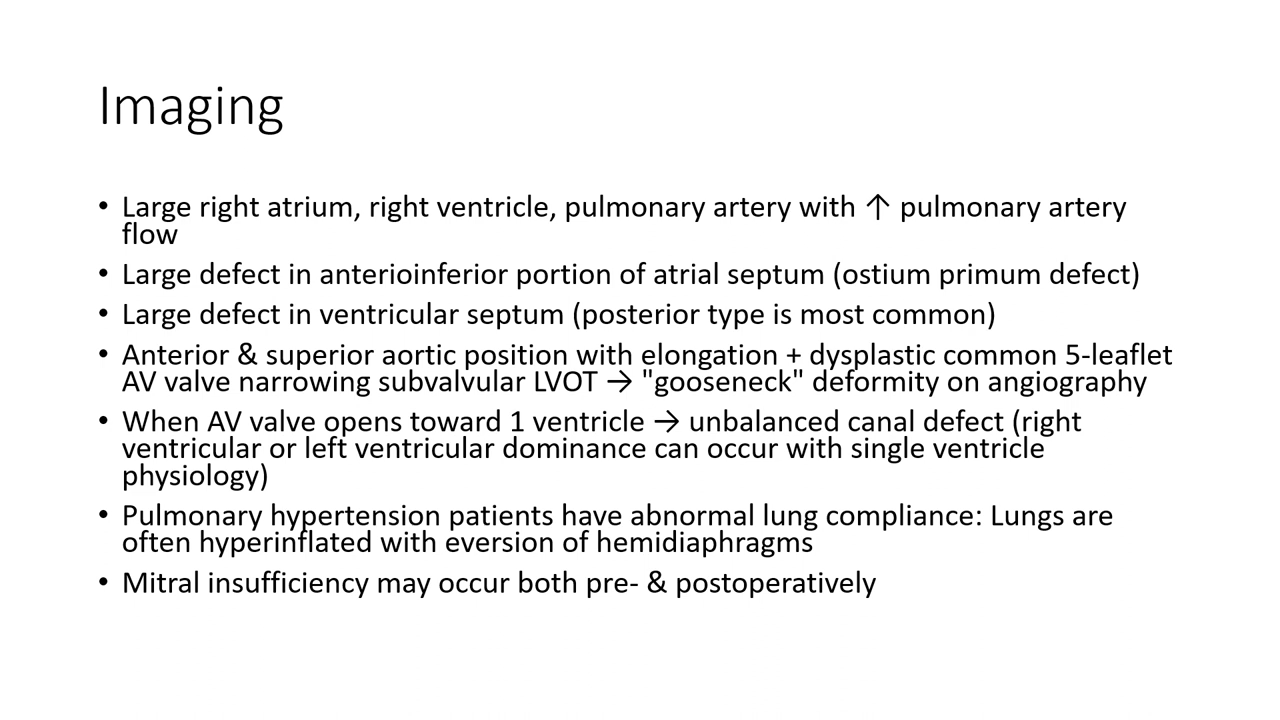 Imaging
• Large right atrium, right ventricle, pulmonary artery with ↑ pulmonary artery
flow
• Large defect in anterioinferior portion of atrial septum (ostium primum defect)
• Large defect in ventricular septum (posterior type is most common)
• Anterior & superior aortic position with elongation + dysplastic common 5-leaflet
AV valve narrowing subvalvular LVOT → "gooseneck" deformity on angiography
• When AV valve opens toward 1 ventricle → unbalanced canal defect (right
ventricular or left ventricular dominance can occur with single ventricle
physiology)
• Pulmonary hypertension patients have abnormal lung compliance: Lungs are
often hyperinflated with eversion of hemidiaphragms
• Mitral insufficiency may occur both pre- & postoperatively